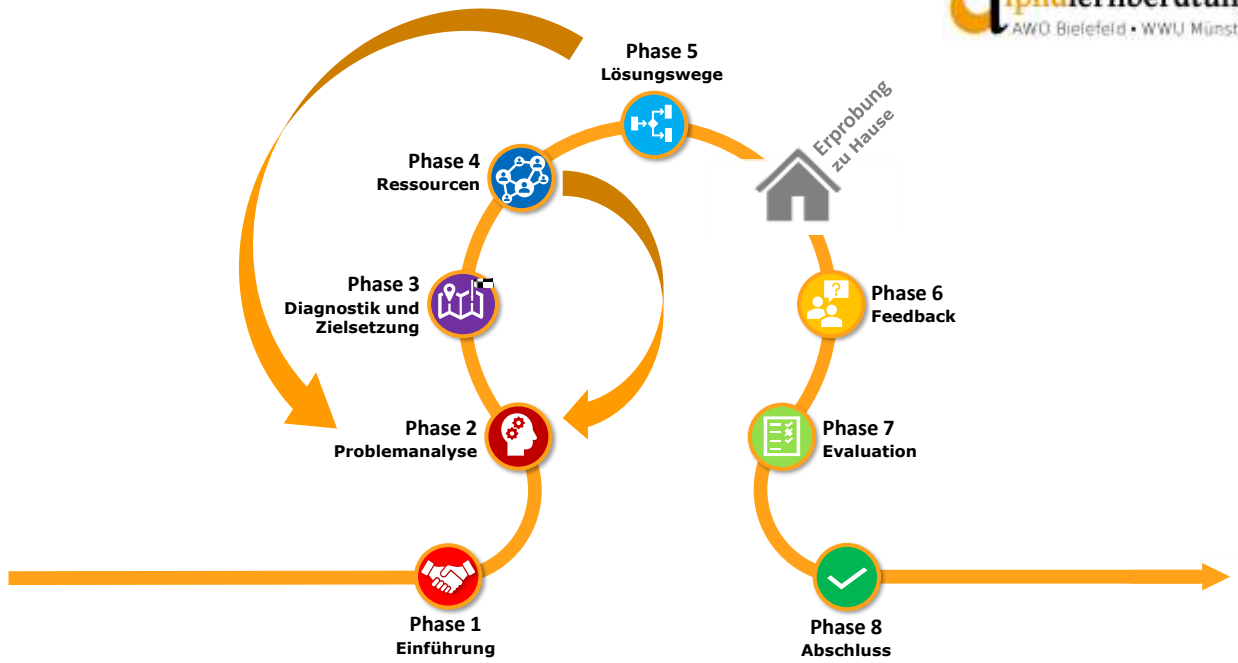 AWO Bielefeld • WWU Münst
Phase 5
Lösungswege
Erprobung
zu Hause
Phase 4
Ressourcen
Phase 3
Diagnostik und
Zielsetzung
Phase 6
Feedback
?
Phase 2
Problemanalyse
Phase 7
Evaluation
Phase 1
Einführung
Phase 8
Abschluss